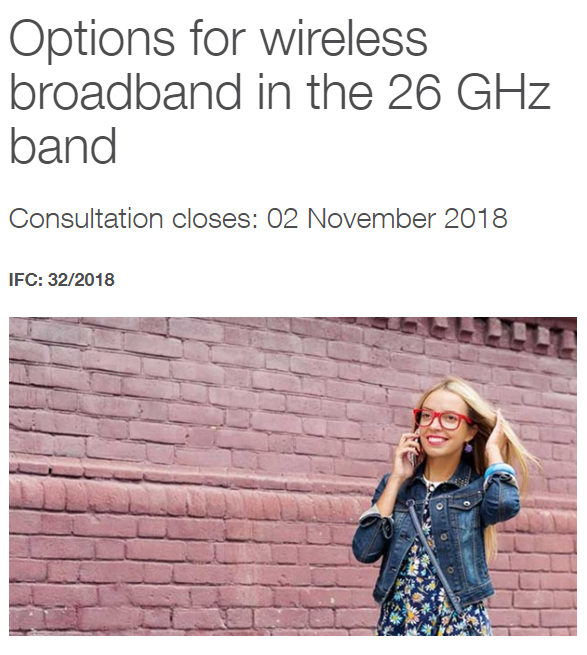 Options for wireless
broadband in the 26 GHz
band
Consultation closes: 02 November 2018
IFC: 32/2018